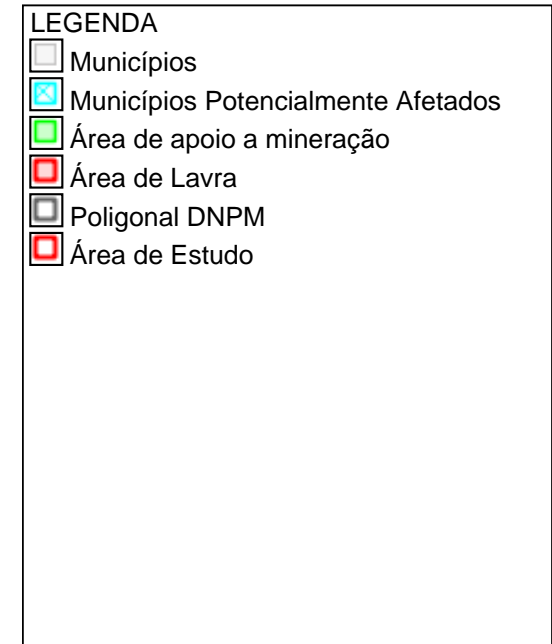 LEGENDA
Municípios
Municípios Potencialmente Afetados
Área de apoio a mineração
Área de Lavra
Poligonal DNPM
Área de Estudo